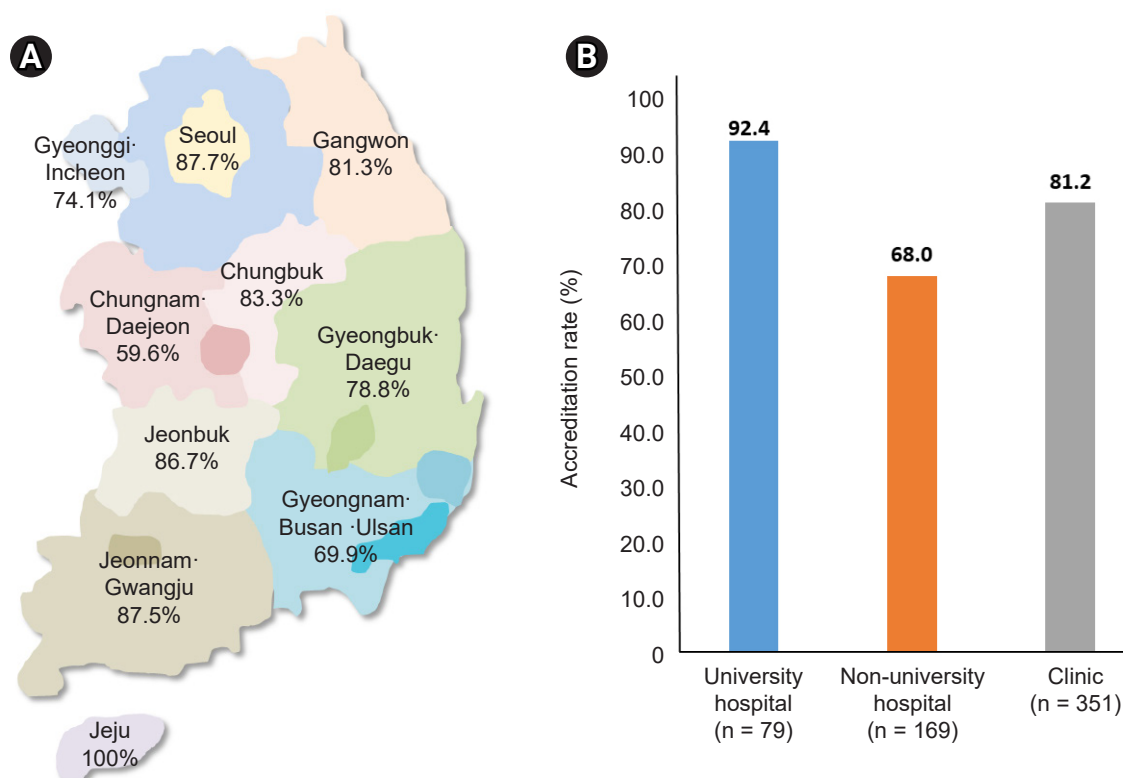 A
Seoul
87.7%
Gangwon
81.3%
Gyeonggi·
Incheon
74.1%
Chungbuk
83.3%
Chungnam·
Daejeon
59.6%
Gyeongbuk·
Daegu
78.8%
Jeonbuk
86.7%
Gyeongnam·
Busan ·Ulsan
69.9%
Jeonnam·
Gwangju
87.5%
Jeju
100%
B
Accreditation rate (%)
100
90.0
80.0
70.0
60.0
50.0
40.0
30.0
20.0
10.0
0
92.4
68.0
81.2
University
hospital
(n = 79)
Non-university
hospital
(n = 169)
Clinic
(n = 351)